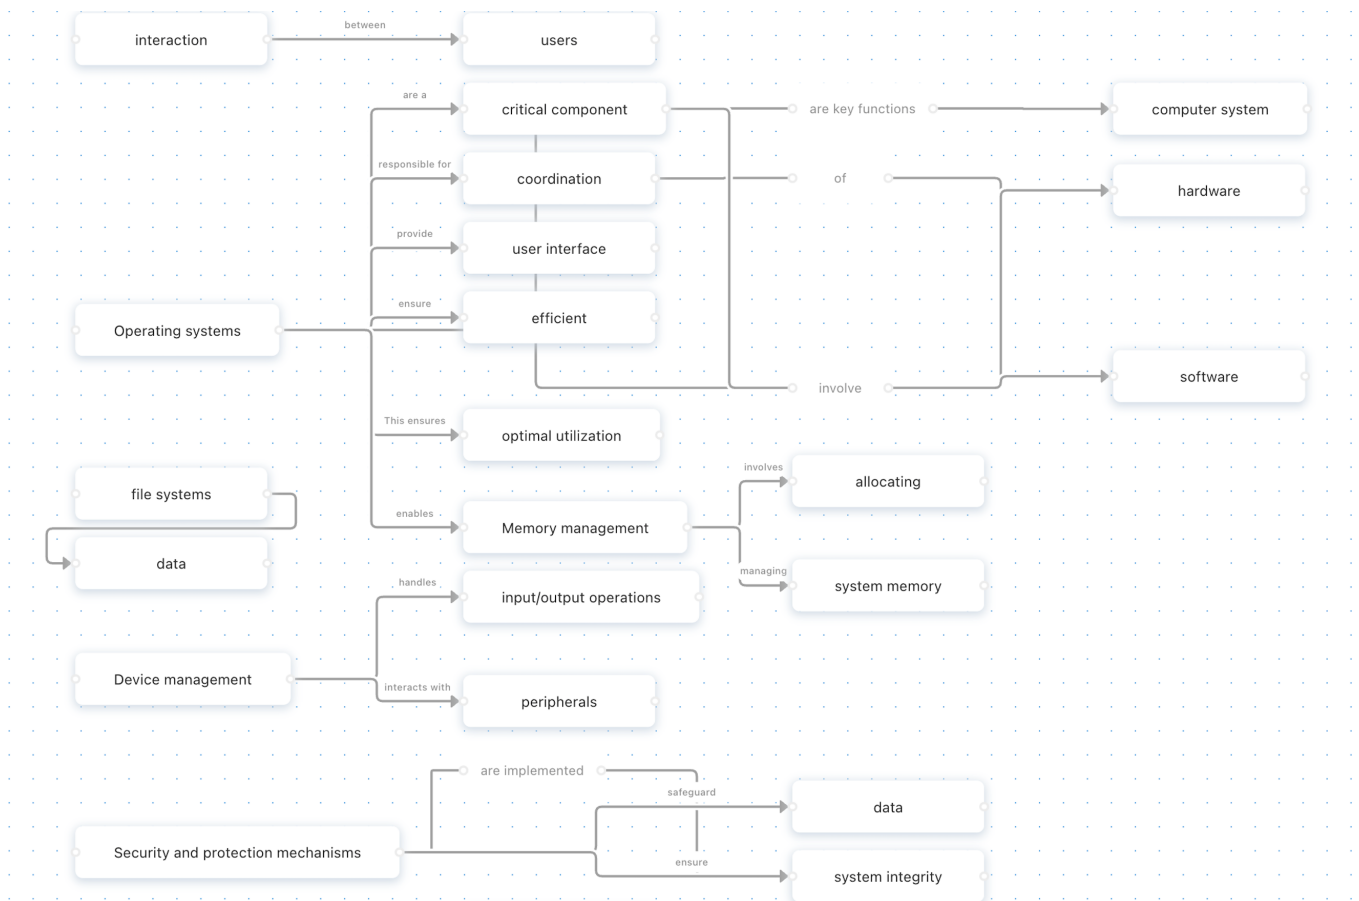 between
interaction
users
are a
critical component
are key functions
computer system
responsible for
coordination
of
hardware
provide
user interface
ensure
efficient
Operating systems
software
involve
This ensures
optimal utilization
involves
allocating
file systems
enables
Memory management
data
managing
system memory
handles
input/output operations
Device management
interacts with
peripherals
are implemented
safeguard
data
Security and protection mechanisms
ensure
system integrity